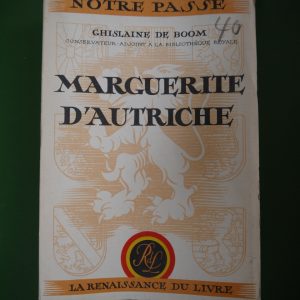 NOTRE PASSÉ
GHISLAINE DE BOOM
CONSERVATEUR-ADJOINT A LA BIBLIOTHÈQUE ROYALE
40
MARGUERITE
D'AUTRICHE
RL
LA RENAISSANCE DU LIVRE